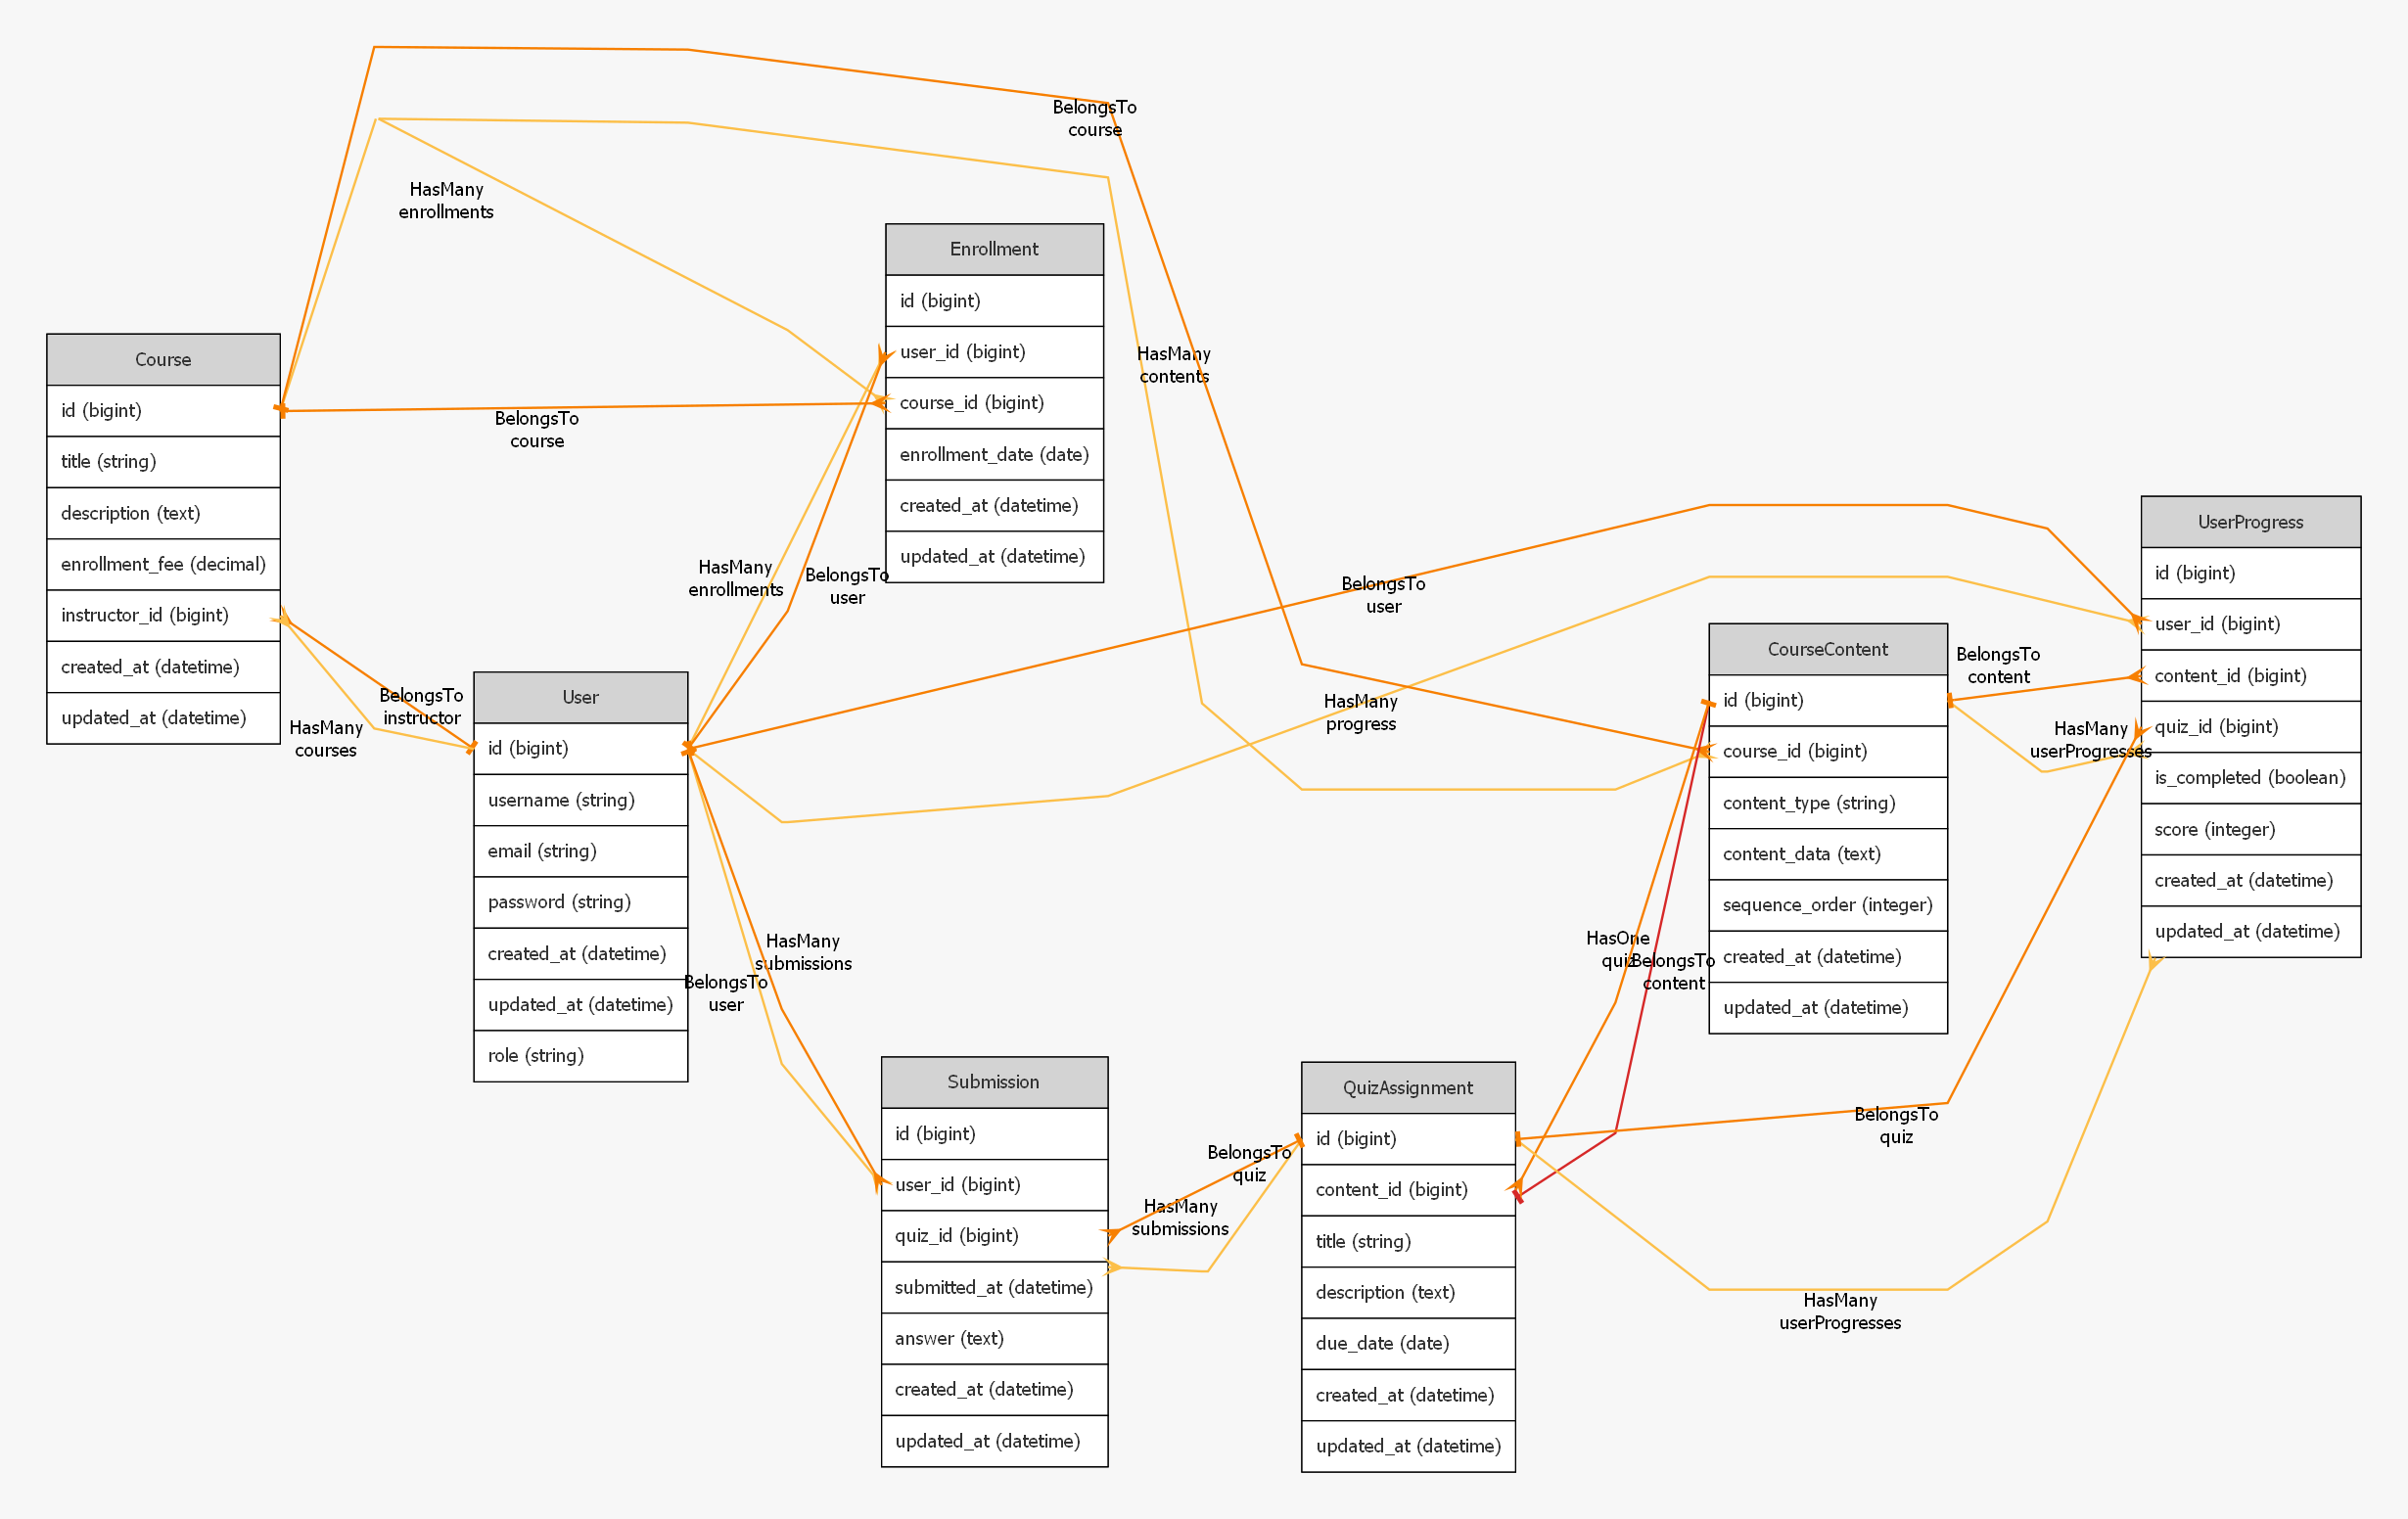 BelongsTo
course
HasMany
enrollments
HasMany
contents
Enrollment
id (bigint)
user_id (bigint)
course_id (bigint)
enrollment_date (date)
created_at (datetime)
updated_at (datetime)
Course
id (bigint)
title (string)
description (text)
enrollment_fee (decimal)
instructor_id (bigint)
created_at (datetime)
updated_at (datetime)
BelongsTo
course
HasMany
enrollments
BelongsTo
user
BelongsTo
user
HasMany
progress
BelongsTo
instructor
HasMany
courses
User
id (bigint)
username (string)
email (string)
password (string)
created_at (datetime)
updated_at (datetime)
role (string)
CourseContent
id (bigint)
course_id (bigint)
content_type (string)
content_data (text)
sequence_order (integer)
created_at (datetime)
updated_at (datetime)
BelongsTo
content
HasMany
userProgresses
UserProgress
id (bigint)
user_id (bigint)
content_id (bigint)
quiz_id (bigint)
is_completed (boolean)
score (integer)
created_at (datetime)
updated_at (datetime)
HasMany
submissions
BelongsTo
user
HasOne
quiz
BelongsTo
content
Submission
id (bigint)
user_id (bigint)
quiz_id (bigint)
submitted_at (datetime)
answer (text)
created_at (datetime)
updated_at (datetime)
BelongsTo
quiz
HasMany
submissions
QuizAssignment
id (bigint)
content_id (bigint)
title (string)
description (text)
due_date (date)
created_at (datetime)
updated_at (datetime)
BelongsTo
quiz
HasMany
userProgresses